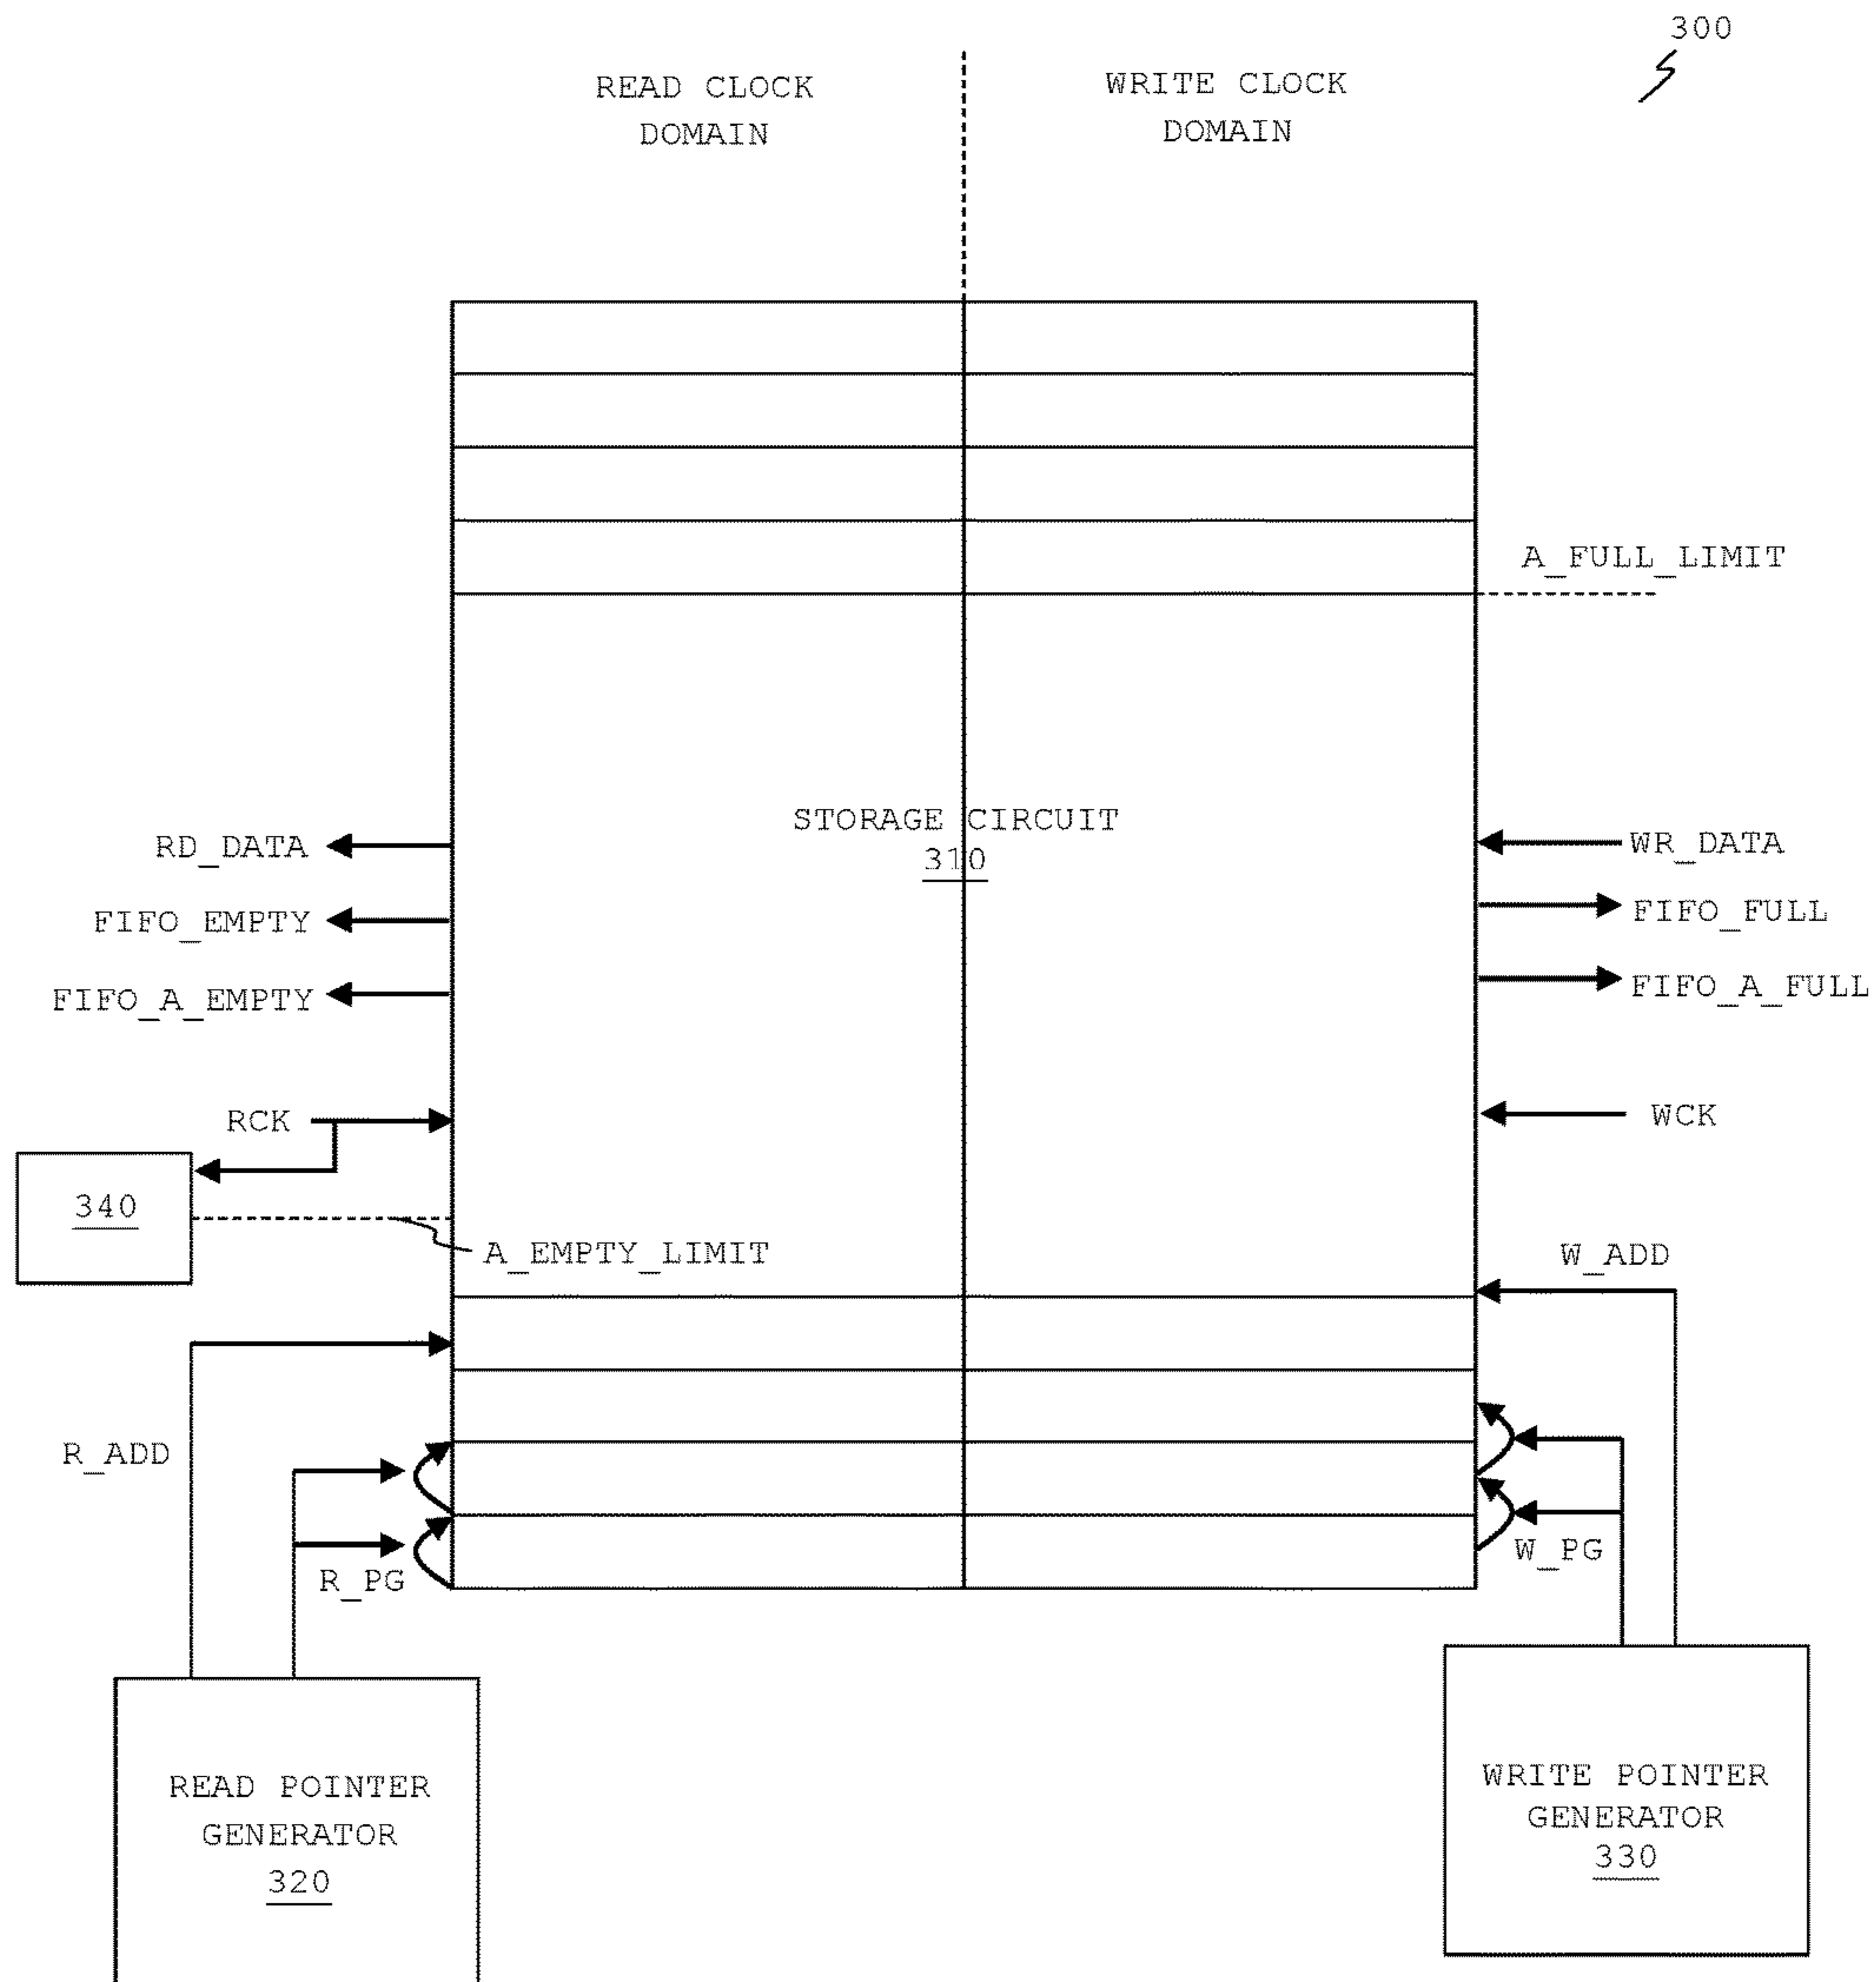 300
READ CLOCK
DOMAIN
WRITE CLOCK
DOMAIN
A_FULL_LIMIT
STORAGE CIRCUIT
310
RD_DATA
FIFO_EMPTY
FIFO_A_EMPTY
WR_DATA
FIFO_FULL
FIFO_A_FULL
RCK
WCK
340
A_EMPTY_LIMIT
W_ADD
R_ADD
R_PG
W_PG
READ POINTER
GENERATOR
320
WRITE POINTER
GENERATOR
330